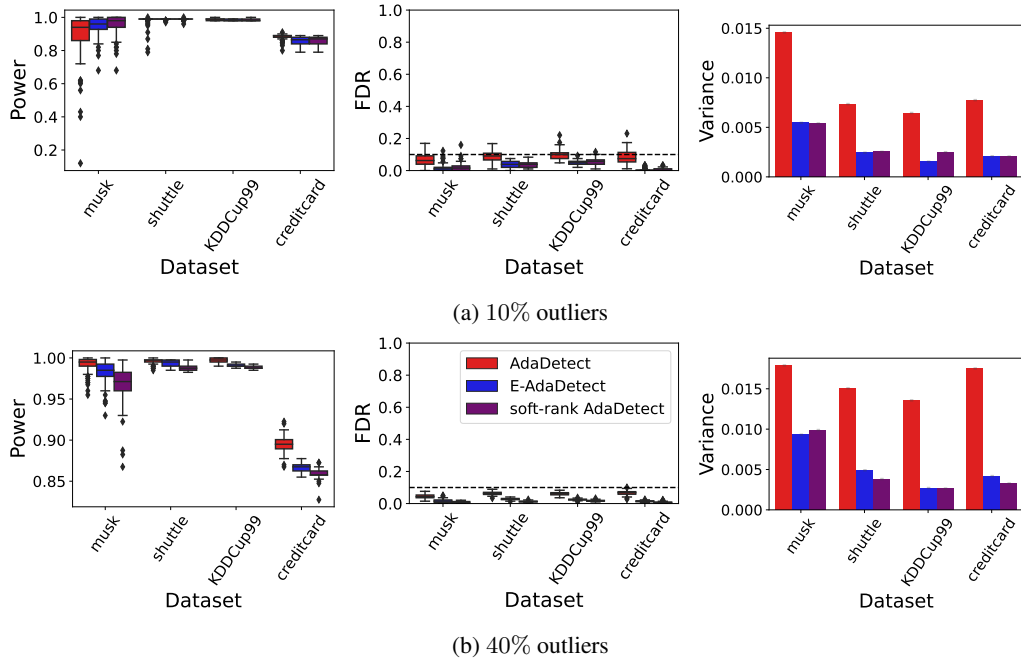 Power
1.0
0.8
0.6
0.4
0.2
musk
shuttle
KDDCup99
creditcard
Dataset
FDR
1.0
0.8
0.6
0.4
0.2
0.0
musk
shuttle
KDDCup99
creditcard
Dataset
Variance
0.015
0.010
0.005
0.000
musk
shuttle
KDDCup99
creditcard
Dataset
(a) 10% outliers
Power
1.00
0.95
0.90
0.85
musk
shuttle
KDDCup99
creditcard
Dataset
FDR
1.0
0.8
0.6
0.4
0.2
0.0
AdaDetect
E-AdaDetect
soft-rank AdaDetect
musk
shuttle
KDDCup99
creditcard
Dataset
Variance
0.015
0.010
0.005
0.000
musk
shuttle
KDDCup99
creditcard
Dataset
(b) 40% outliers